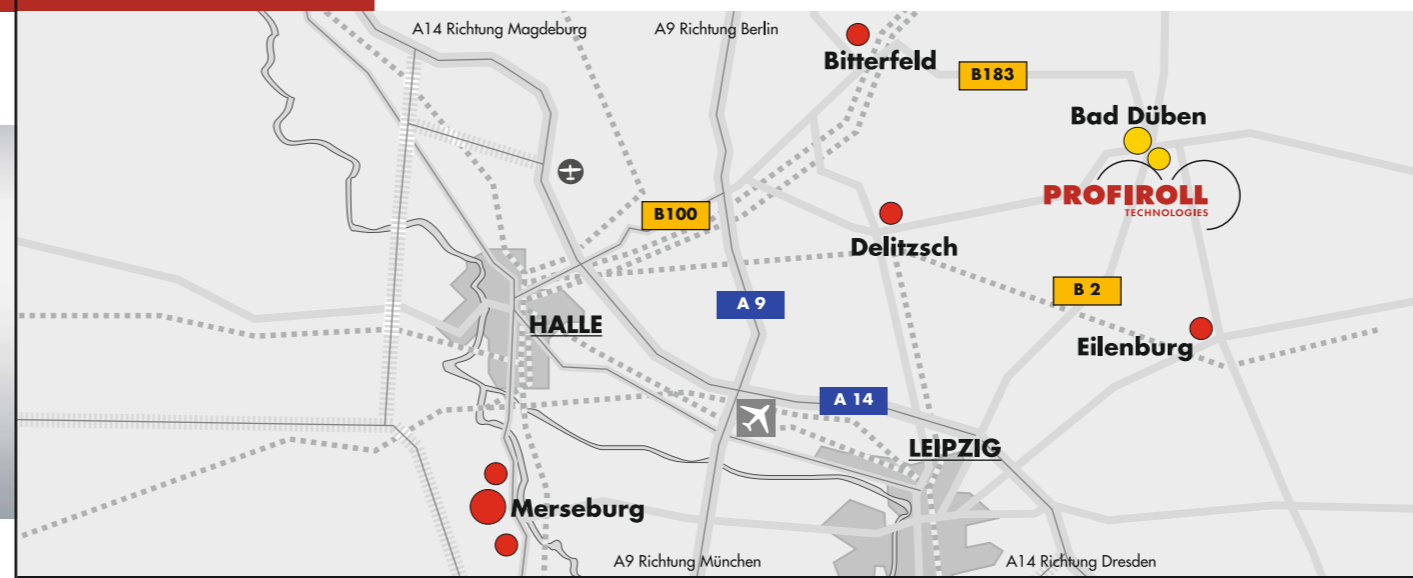 A14 Richtung Magdeburg
A9 Richtung Berlin
Bitterfeld
B183
Bad Düben
PROFIROLL
TECHNOLOGIES
B100
Delitzsch
B 2
A 9
HALLE
Eilenburg
A 14
LEIPZIG
Merseburg
A9 Richtung München
A14 Richtung Dresden